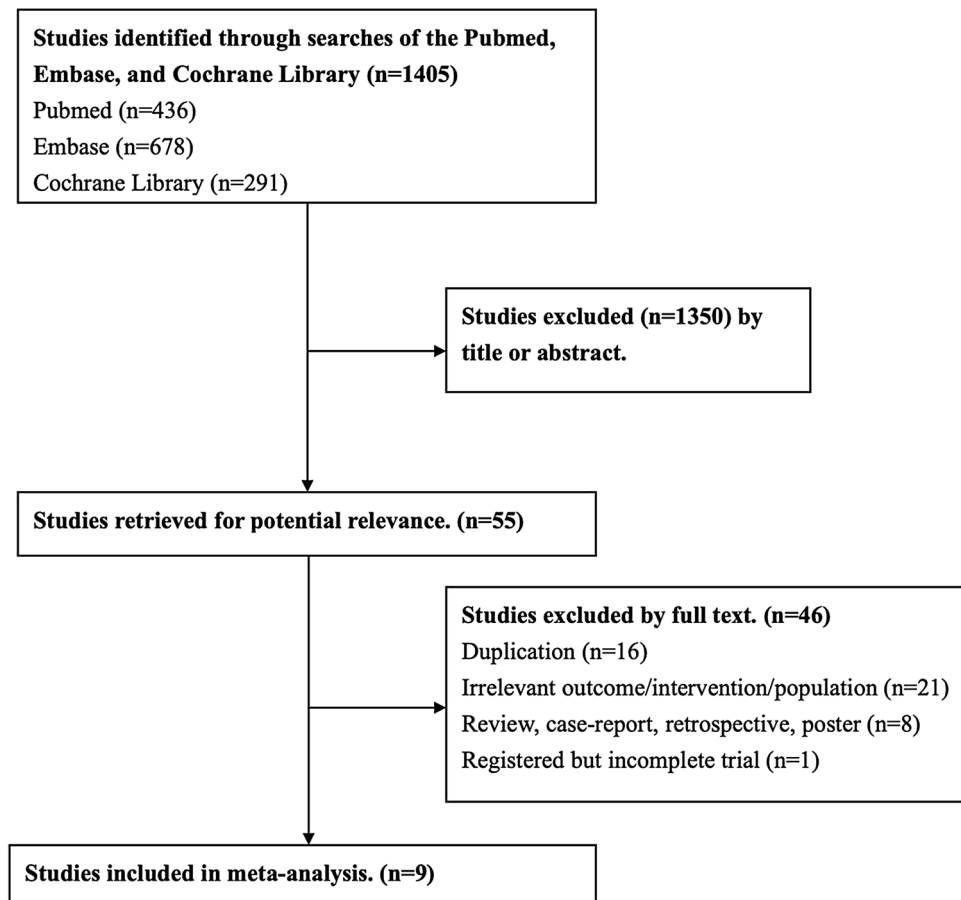 Studies identified through searches of the Pubmed,
Embase, and Cochrane Library (n=1405)
Pubmed (n=436)
Embase (n=678)
Cochrane Library (n=291)
Studies excluded (n=1350) by
title or abstract.
Studies retrieved for potential relevance. (n=55)
Studies excluded by full text. (n=46)
Duplication (n=16)
Irrelevant outcome/intervention/population (n=21)
Review, case-report, retrospective, poster (n=8)
Registered but incomplete trial (n=1)
Studies included in meta-analysis. (n=9)